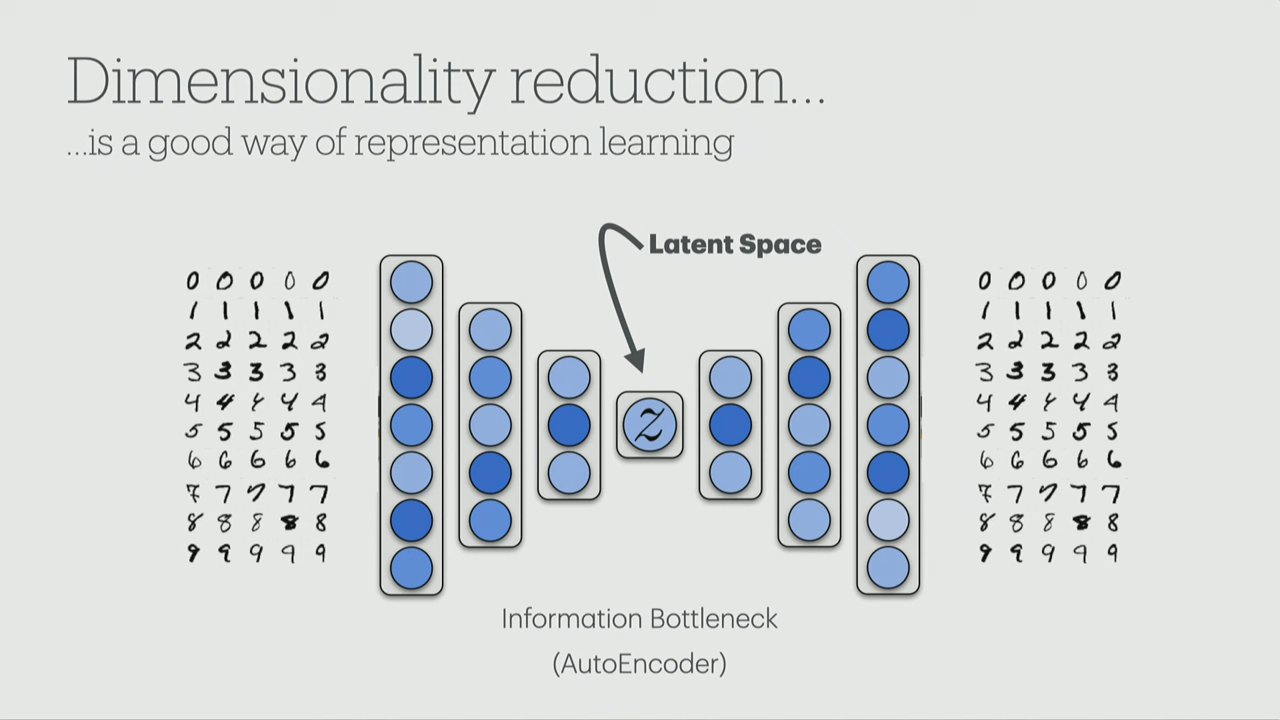 Dimensionality reduction...
...is a good way of representation learning
Latent Space
0 0 0 0 0
1 1 1 1 1
2 2 2 2 2
3 3 3 3 3
4 4 4 4 4
5 5 5 5 5
6 6 6 6 6
7 7 7 7 7
8 8 8 8 8
9 9 9 9 9
z
0 0 0 0 0
1 1 1 1 1
2 2 2 2 2
3 3 3 3 3
4 4 4 4 4
5 5 5 5 5
6 6 6 6 6
7 7 7 7 7
8 8 8 8 8
9 9 9 9 9
Information Bottleneck
(AutoEncoder)